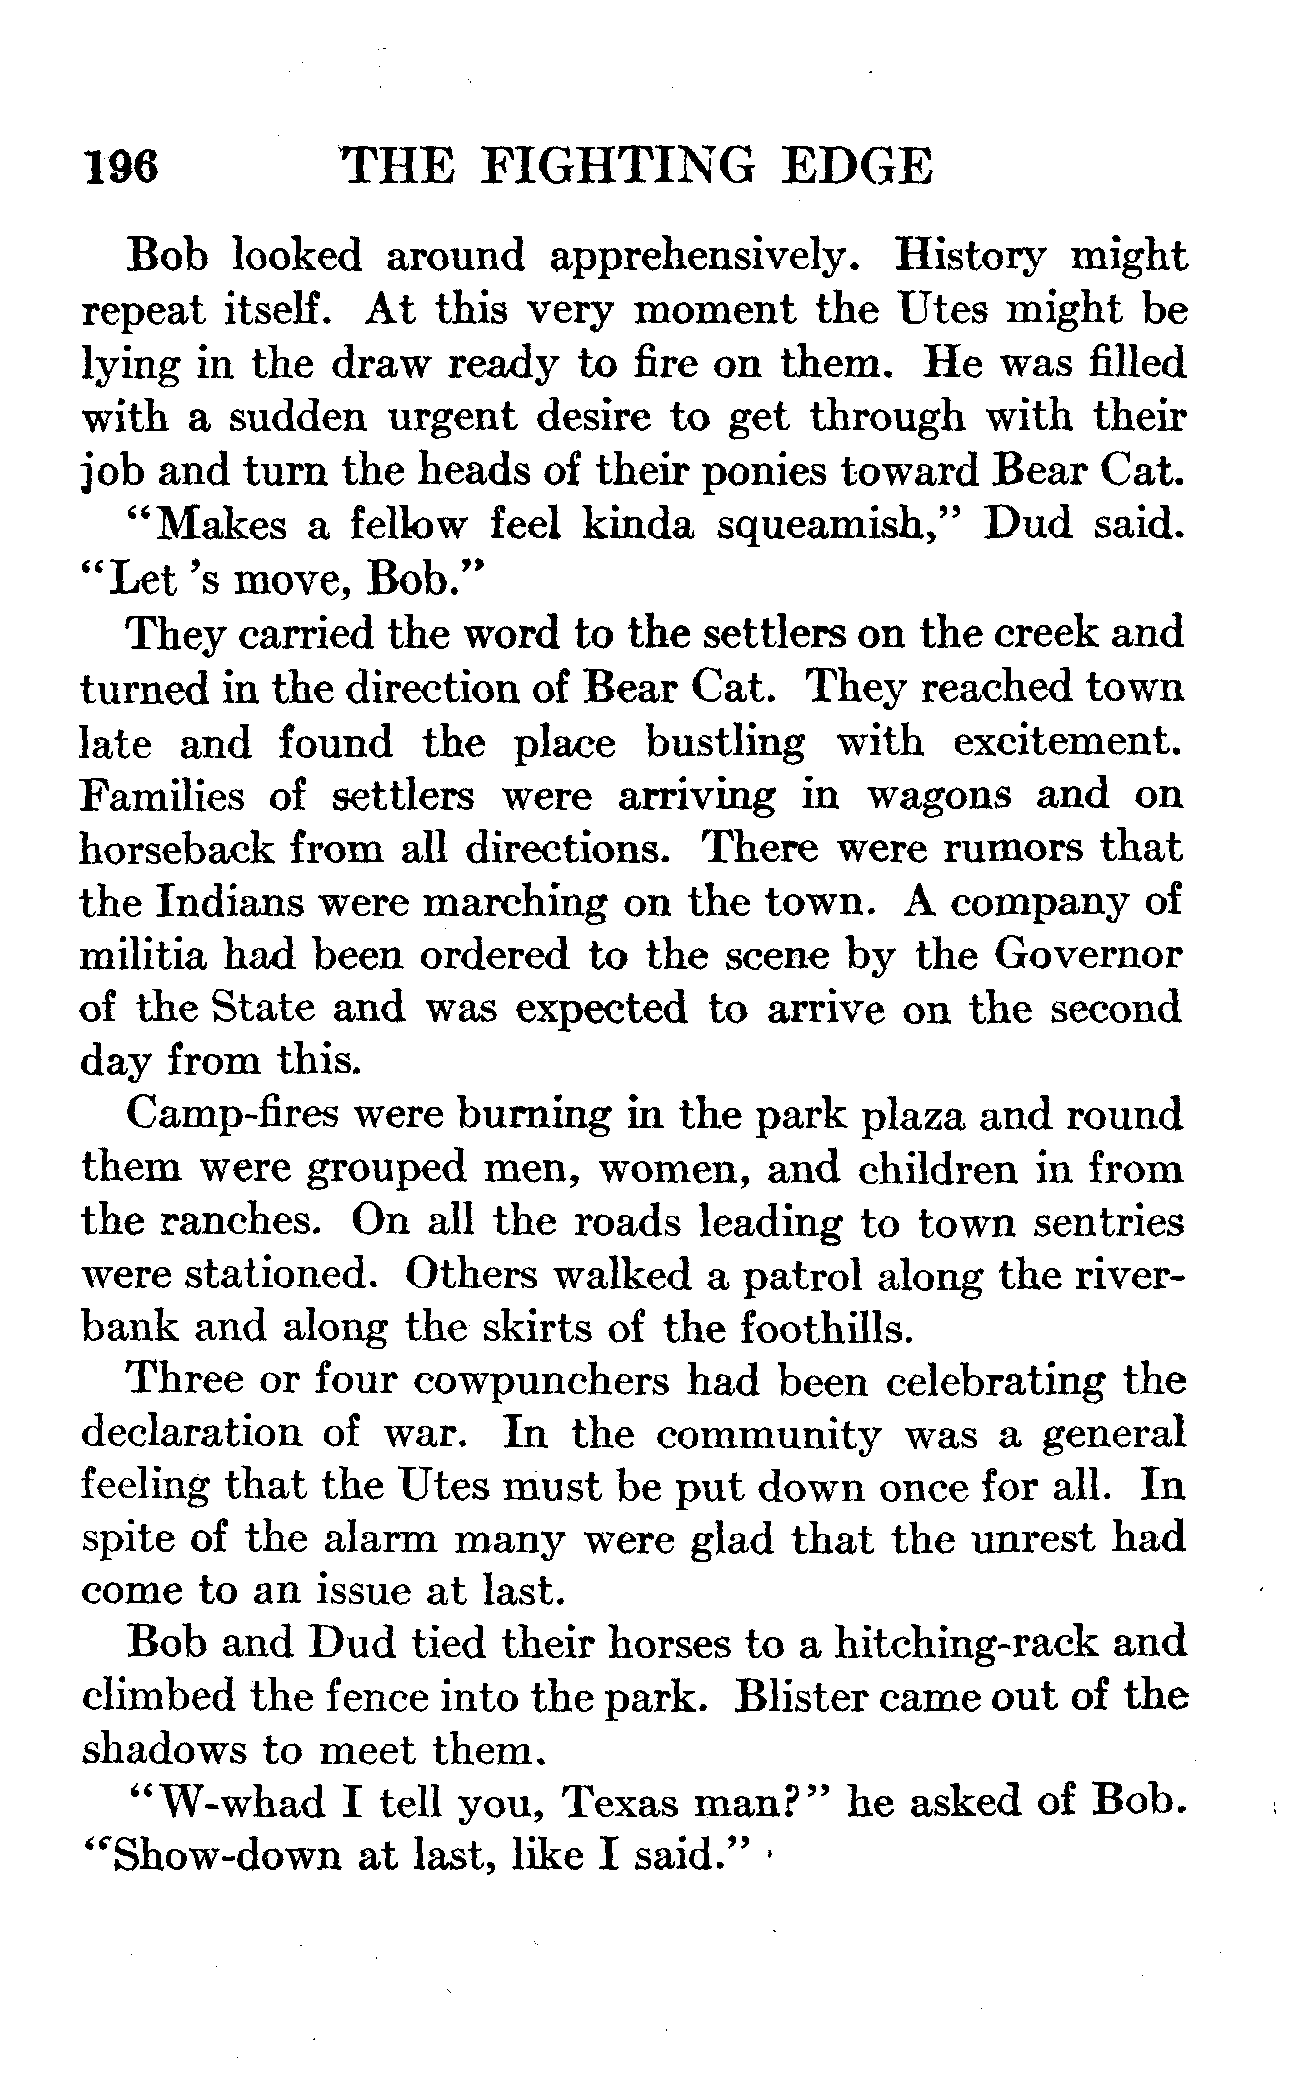 196 THE FIGHTING EDGE
Bob looked around apprehensively. History might
repeat itself. At this very moment the Utes might be
lying in the draw ready to fire on them. He was filled
with a sudden urgent desire to get through with their
job and turn the heads of their ponies toward Bear Cat.
“Makes a fellow feel kinda squeamish,” Dud said.
“Let 's move, Bob.”
They carried the word to the settlers on the creek and
turned in the direction of Bear Cat. They reached town
late and found the place bustling with excitement.
Families of settlers were arriving in wagons and on
horseback from all directions. There were rumors that
the Indians were marching on the town. A company of
militia had been ordered to the scene by the Governor
of the State and was expected to arrive on the second
day from this.
Camp-fires were burning in the park plaza and round
them were grouped men, women, and children in from
the ranches. On all the roads leading to town sentries
were stationed. Others walked a patrol along the river-
bank and along the skirts of the foothills.
Three or four cowpunchers had been celebrating the
declaration of war. In the community was a general
feeling that the Utes must be put down once for all. In
spite of the alarm many were glad that the unrest had
come to an issue at last.
Bob and Dud tied their horses to a hitching-rack and
climbed the fence into the park. Blister came out of the
shadows to meet them.
“W-whad I tell you, Texas man?” he asked of Bob.
“Show-down at last, like I said.”